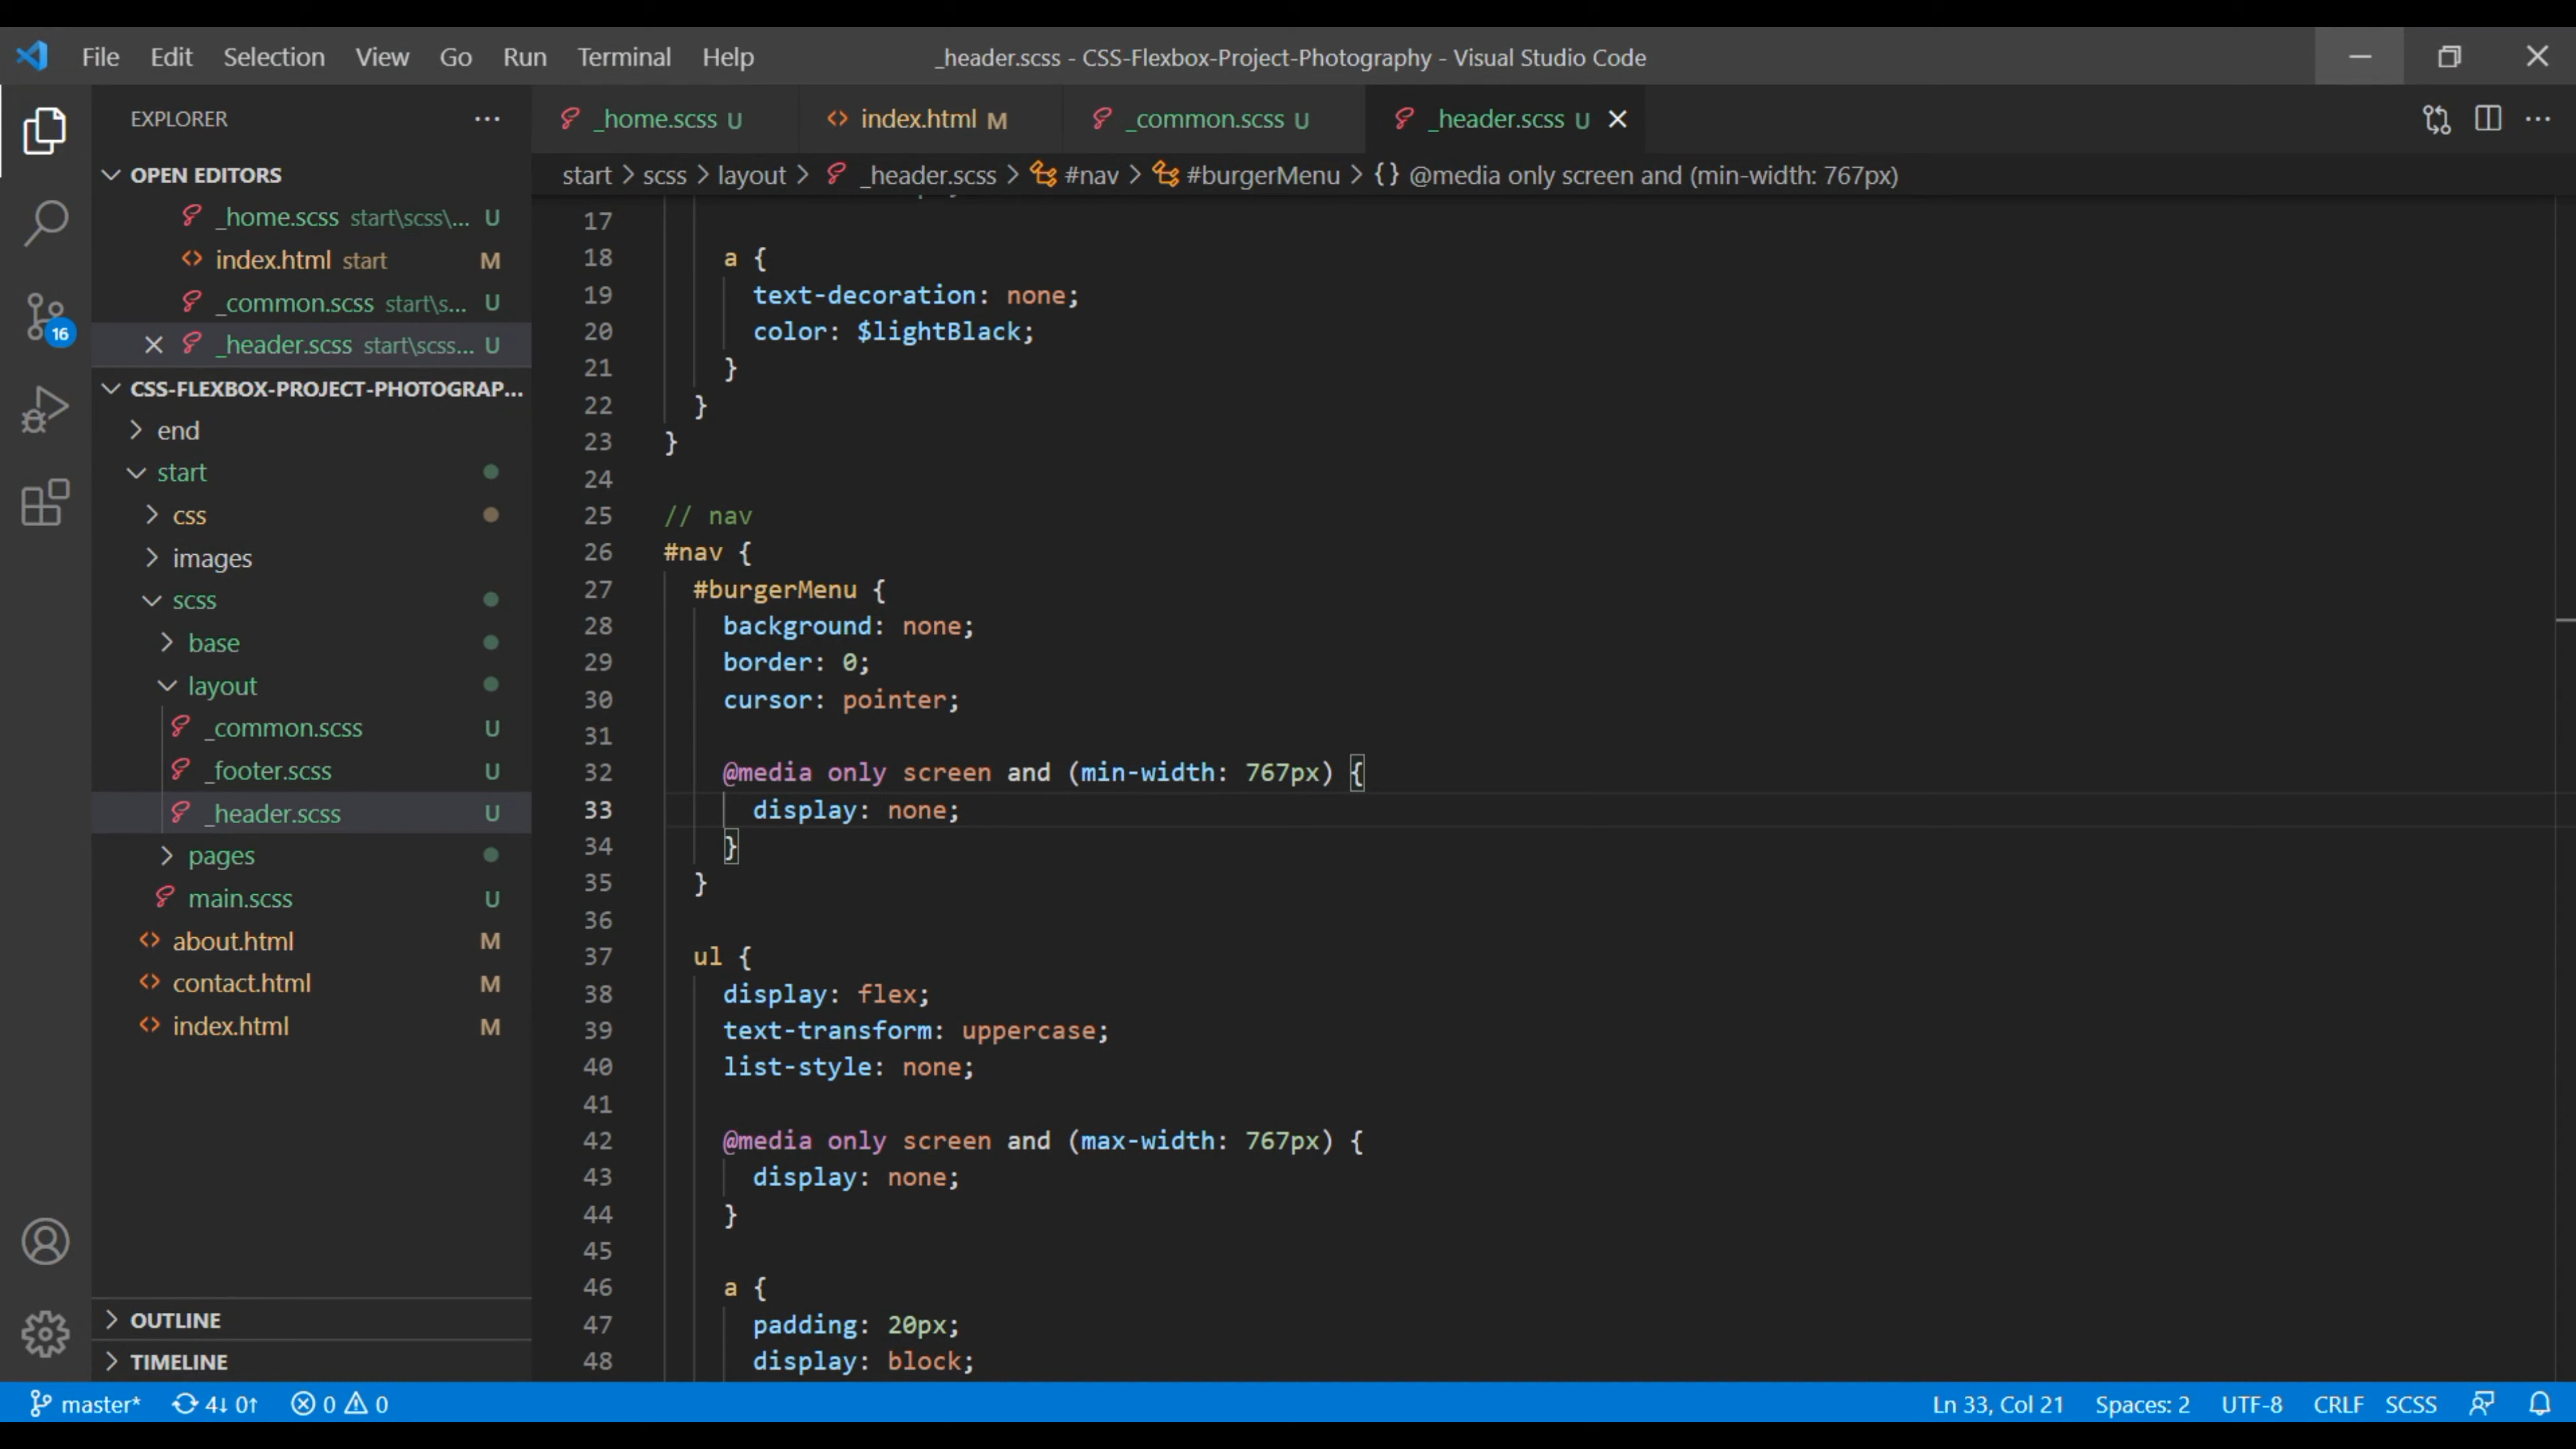 File Edit Selection View Go Run Terminal Help
_header.scss - CSS-Flexbox-Project-Photography - Visual Studio Code
EXPLORER
OPEN EDITORS
_home.scss start\scss\... U
index.html start M
_common.scss start\s... U
_header.scss start\scss... U
CSS-FLEXBOX-PROJECT-PHOTOGRAP...
end
start
css
images
scss
base
layout
_common.scss U
_footer.scss U
_header.scss U
pages
main.scss U
about.html M
contact.html M
index.html M
OUTLINE
TIMELINE
16
_home.scss U index.html M _common.scss U _header.scss U
start > scss > layout > _header.scss > #nav > #burgerMenu > {} @media only screen and (min-width: 767px)
17
18 a {
19 text-decoration: none;
20 color: $lightBlack;
21 }
22 }
23 }
24
25 // nav
26 #nav {
27 #burgerMenu {
28 background: none;
29 border: 0;
30 cursor: pointer;
31
32 @media only screen and (min-width: 767px) {
33 display: none;
34 }
35 }
36
37 ul {
38 display: flex;
39 text-transform: uppercase;
40 list-style: none;
41
42 @media only screen and (max-width: 767px) {
43 display: none;
44 }
45
46 a {
47 padding: 20px;
48 display: block;
master* 4↓ 0↑ 0 0
Ln 33, Col 21 Spaces: 2 UTF-8 CRLF SCSS